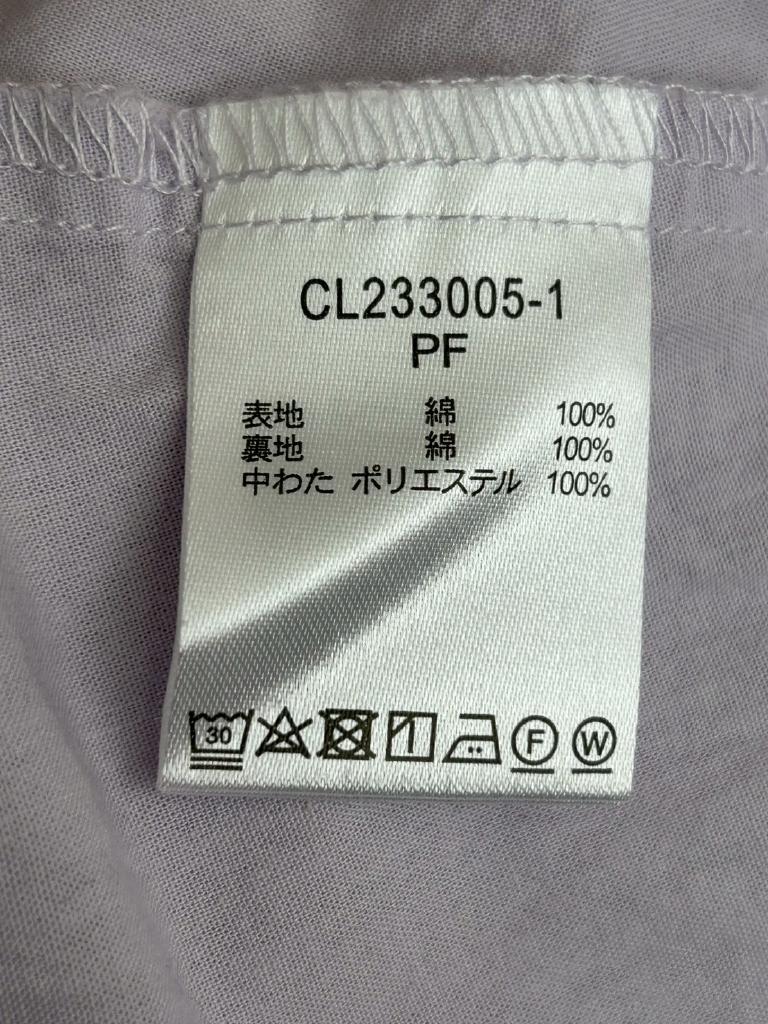 CL233005-1
PF
表地 綿 100%
裏地 綿 100%
中わた ポリエステル 100%
30 F W